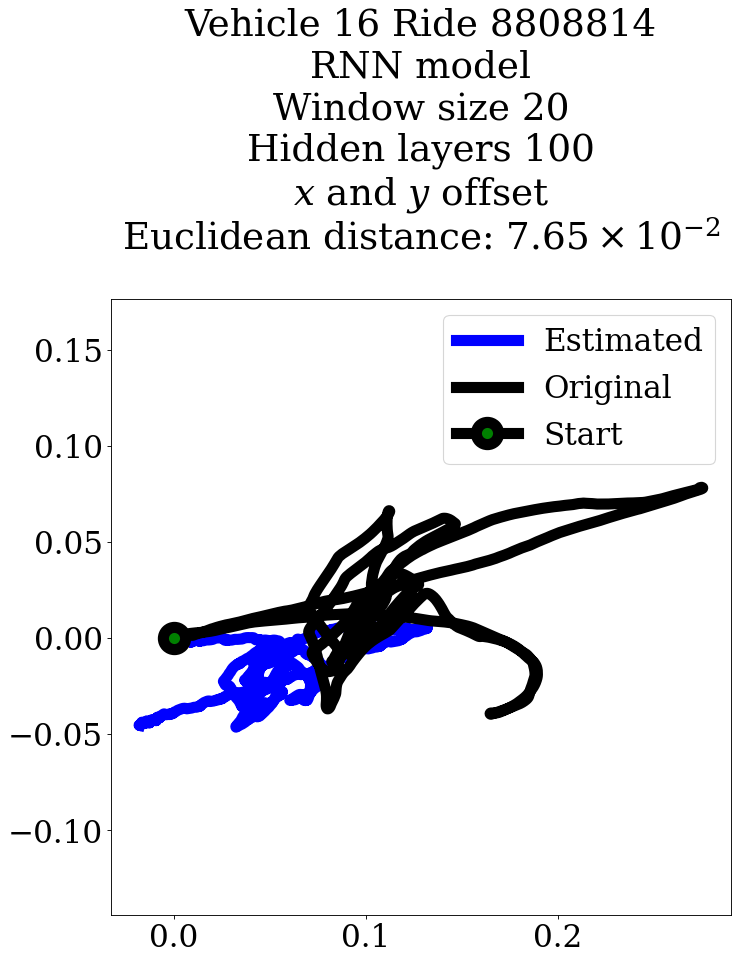 Vehicle 16 Ride 8808814
RNN model
Window size 20
Hidden layers 100
x and y offset
Euclidean distance: 7.65 × 10⁻²
Estimated
Original
Start
0.15
0.10
0.05
0.00
−0.05
−0.10
0.0 0.1 0.2